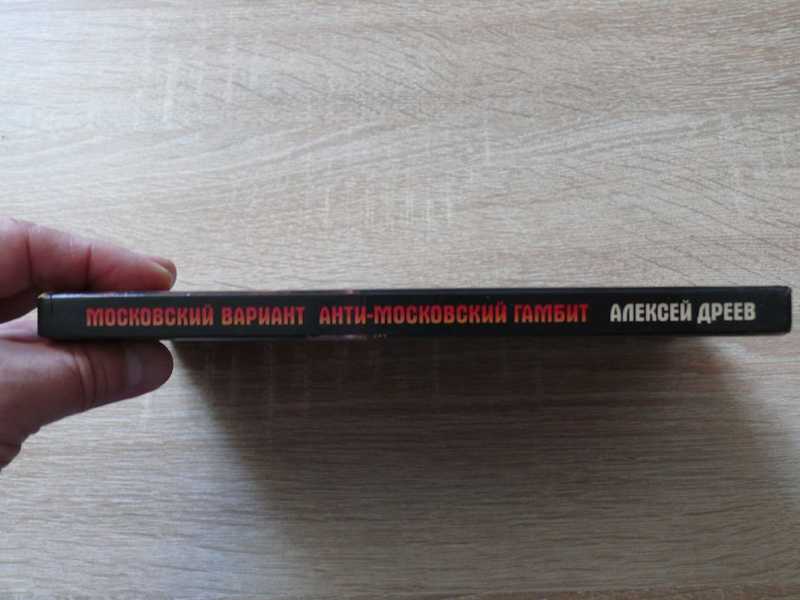 МОСКОВСКИЙ ВАРИАНТ АНТИ-МОСКОВСКИЙ ГАМБИТ АЛЕКСЕЙ ДРЕЕВ